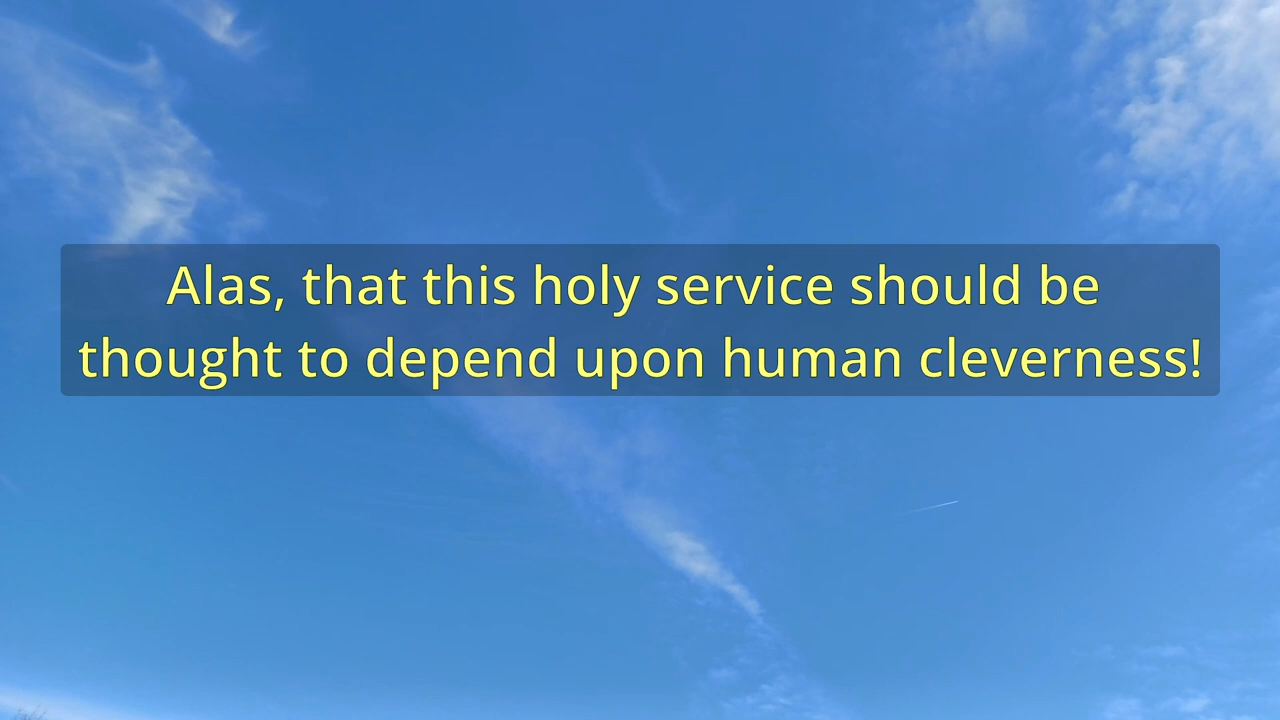 Alas, that this holy service should be
thought to depend upon human cleverness!